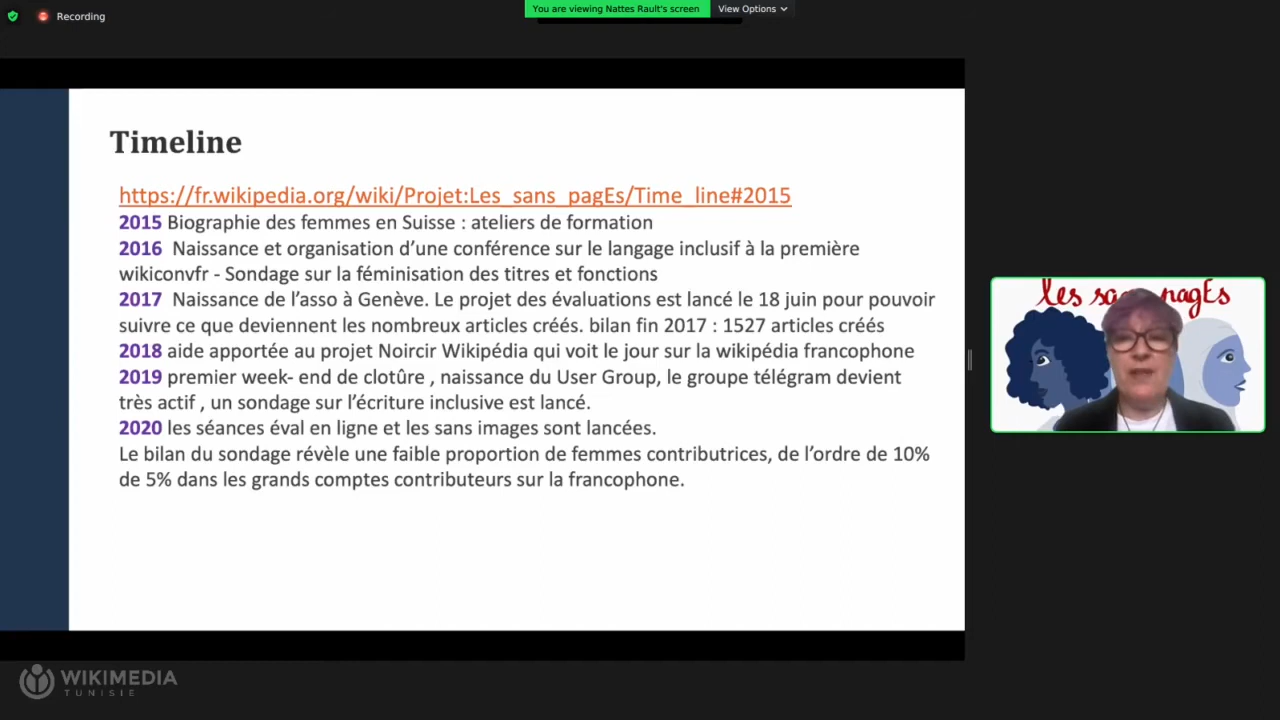 You are viewing Nattes Rault's screen
View Options
Recording
Timeline
https://fr.wikipedia.org/wiki/Projet:Les_sans_pagEs/Time_line#2015
2015 Biographie des femmes en Suisse : ateliers de formation
2016 Naissance et organisation d’une conférence sur le langage inclusif à la première
wikiconvfr - Sondage sur la féminisation des titres et fonctions
2017 Naissance de l’asso à Genève. Le projet des évaluations est lancé le 18 juin pour pouvoir
suivre ce que deviennent les nombreux articles créés. bilan fin 2017 : 1527 articles créés
2018 aide apportée au projet Noircir Wikipédia qui voit le jour sur la wikipédia francophone
2019 premier week- end de clotûre , naissance du User Group, le groupe télégram devient
très actif , un sondage sur l’écriture inclusive est lancé.
2020 les séances éval en ligne et les sans images sont lancées.
Le bilan du sondage révèle une faible proportion de femmes contributrices, de l’ordre de 10%
de 5% dans les grands comptes contributeurs sur la francophone.
les sa pagEs
WIKIMEDIA
TUNISIE